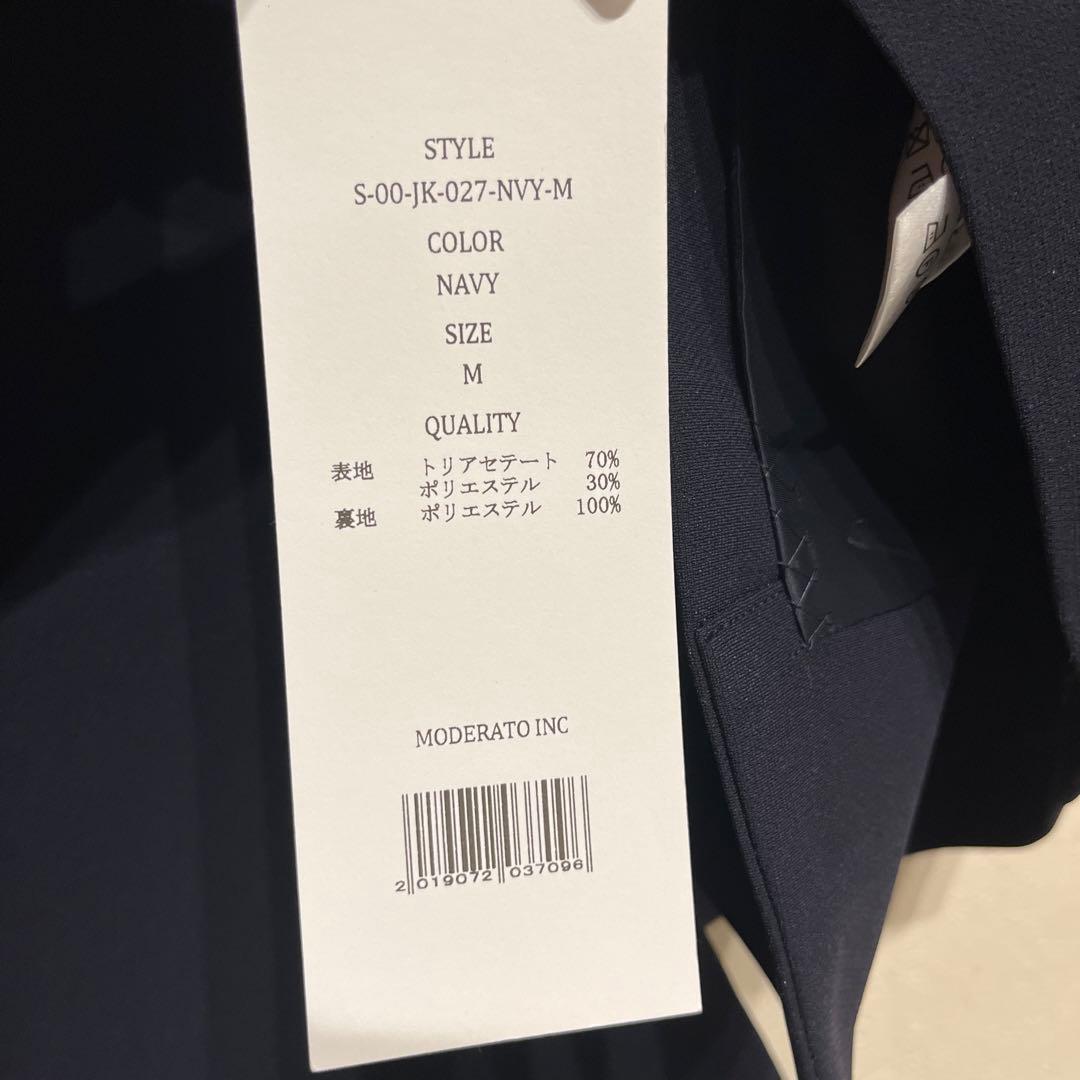 STYLE
S-00-JK-027-NVY-M
COLOR
NAVY
SIZE
M
QUALITY
表地 トリアセテート 70%
ポリエステル 30%
裏地 ポリエステル 100%
MODERATO INC
2 019072 037096